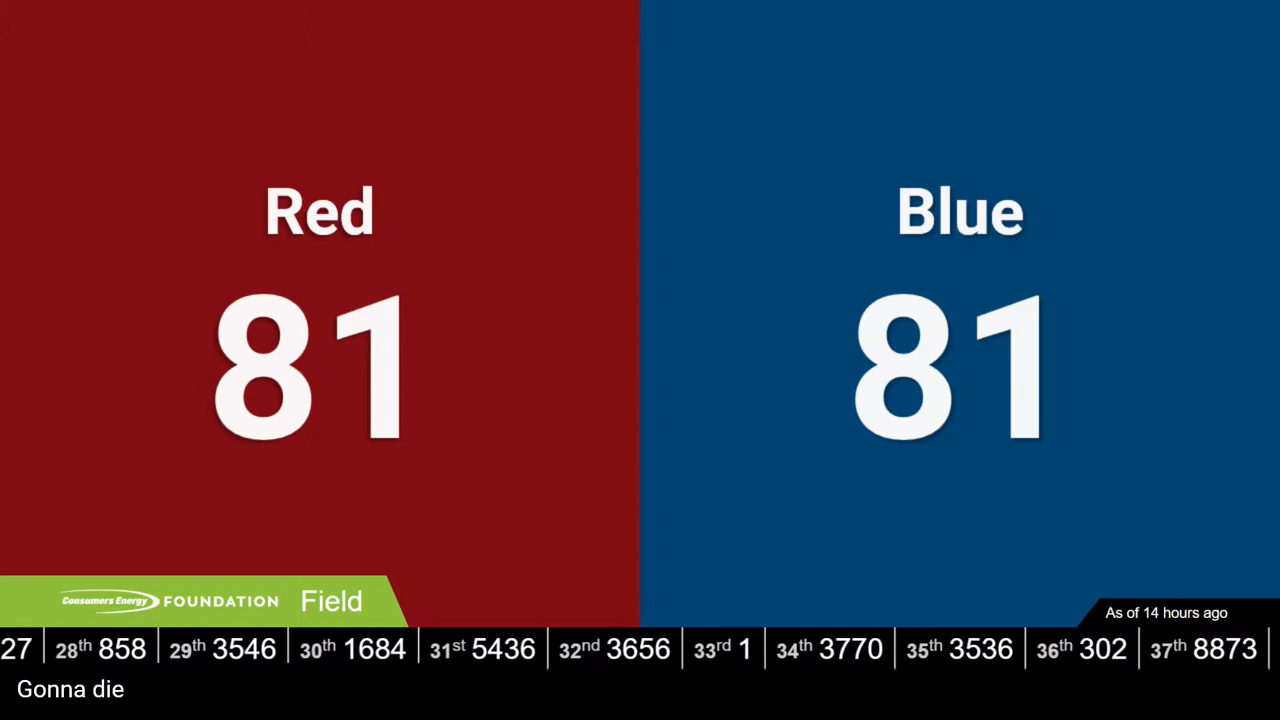 Red
Blue
81
81
Consumers Energy FOUNDATION Field
As of 14 hours ago
27 28th 858 29th 3546 30th 1684 31st 5436 32nd 3656 33rd 1 34th 3770 35th 3536 36th 302 37th 8873
Gonna die